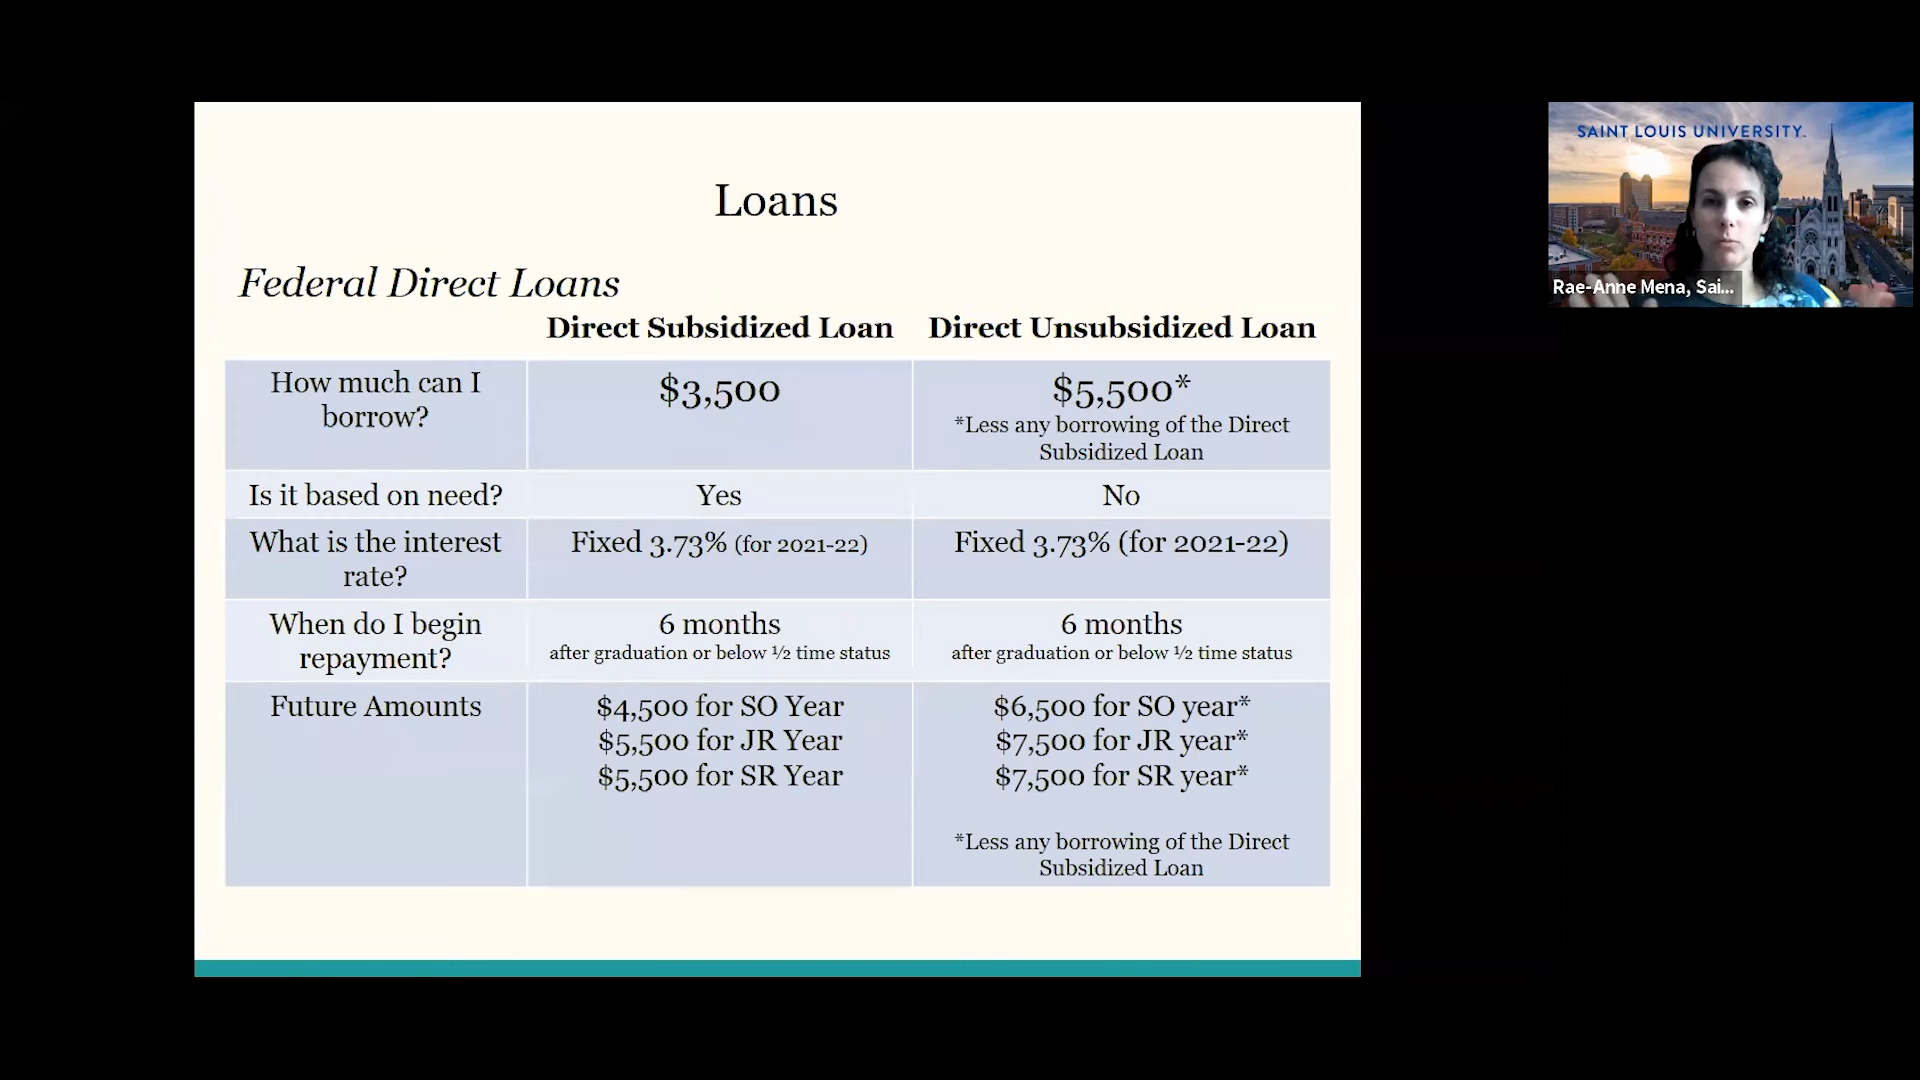 SAINT LOUIS UNIVERSITY™
Rae-Anne Mena, Sai...
Loans
Federal Direct Loans
Direct Subsidized Loan Direct Unsubsidized Loan
How much can I
borrow?
$3,500
$5,500*
*Less any borrowing of the Direct
Subsidized Loan
Is it based on need? Yes No
What is the interest
rate?
Fixed 3.73% (for 2021-22)
Fixed 3.73% (for 2021-22)
When do I begin
repayment?
6 months
after graduation or below ½ time status
6 months
after graduation or below ½ time status
Future Amounts
$4,500 for SO Year
$5,500 for JR Year
$5,500 for SR Year
$6,500 for SO year*
$7,500 for JR year*
$7,500 for SR year*
*Less any borrowing of the Direct
Subsidized Loan